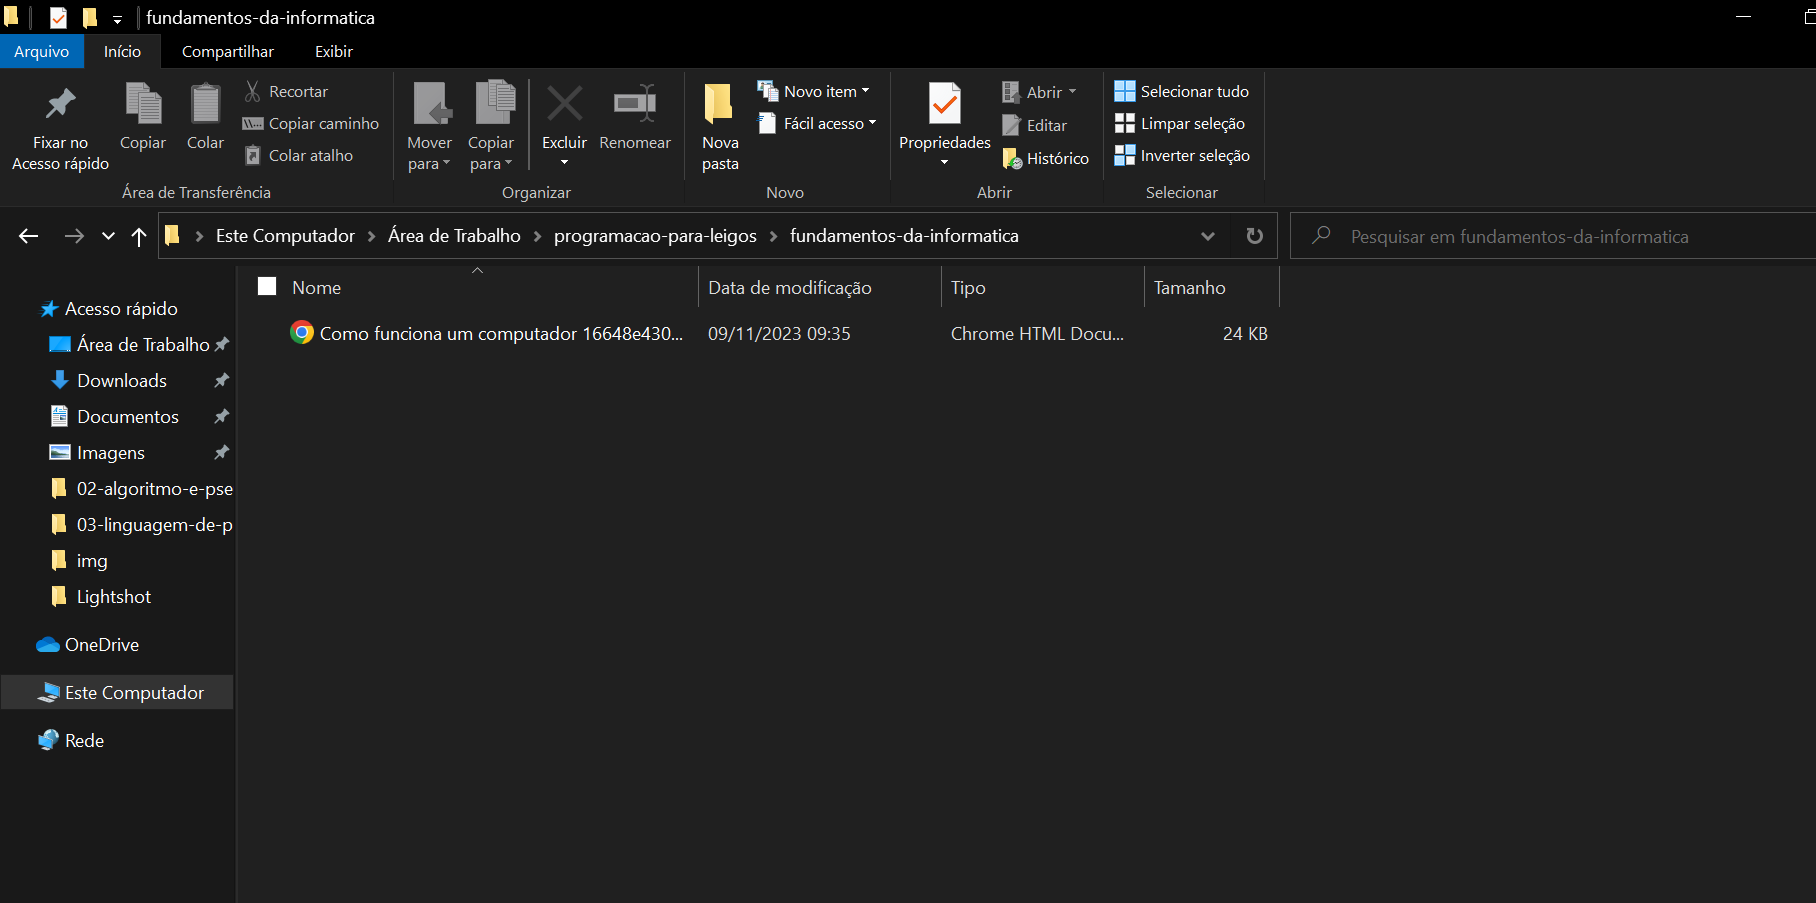 fundamentos-da-informatica
Arquivo Início Compartilhar Exibir
Fixar no
Acesso rápido
Copiar
Colar
Recortar
Copiar caminho
Colar atalho
Área de Transferência
Mover
para
Copiar
para
Excluir
Renomear
Organizar
Nova
pasta
Novo item
Fácil acesso
Novo
Propriedades
Abrir
Editar
Histórico
Abrir
Selecionar tudo
Limpar seleção
Inverter seleção
Selecionar
Este Computador Área de Trabalho programacao-para-leigos fundamentos-da-informatica
Pesquisar em fundamentos-da-informatica
Nome Data de modificação Tipo Tamanho
Como funciona um computador 16648e430... 09/11/2023 09:35 Chrome HTML Docu... 24 KB
Acesso rápido
Área de Trabalho
Downloads
Documentos
Imagens
02-algoritmo-e-pse
03-linguagem-de-p
img
Lightshot
OneDrive
Este Computador
Rede